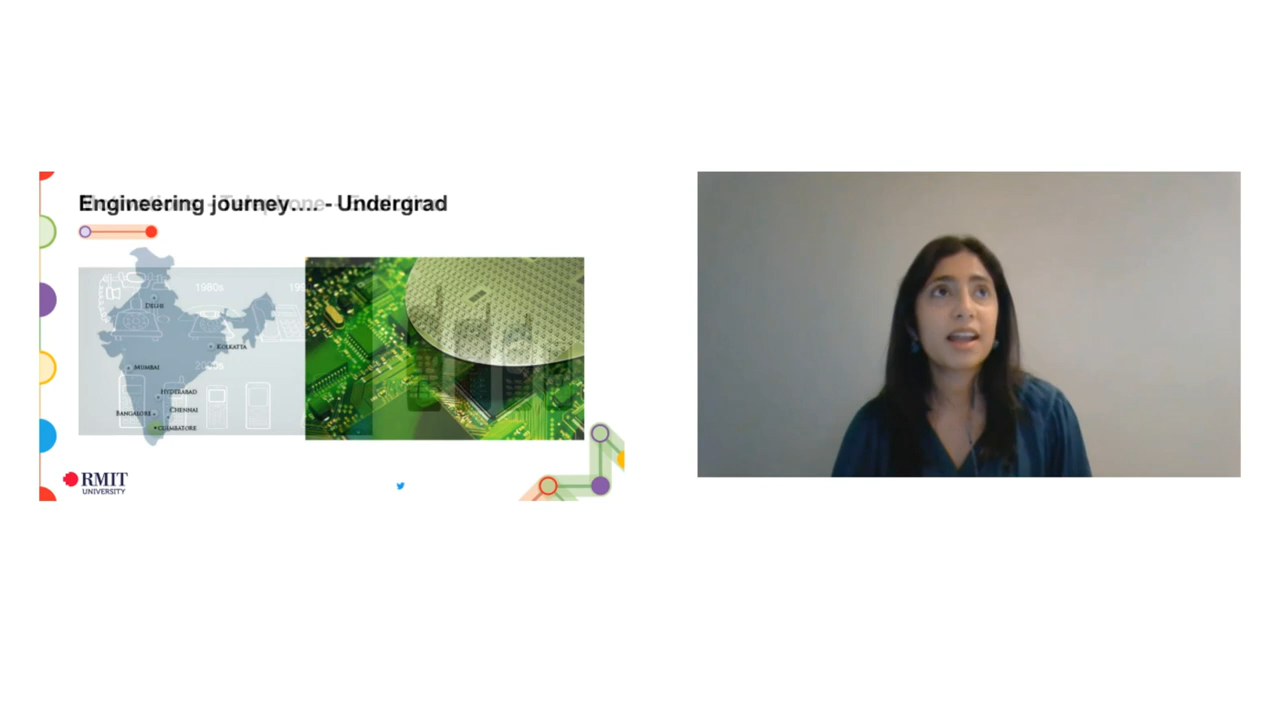 Engineering journey.... - Undergrad
1980s
DELHI
KOLKATTA
MUMBAI
HYDERABAD
BANGALORE
CHENNAI
COIMBATORE
RMIT
UNIVERSITY